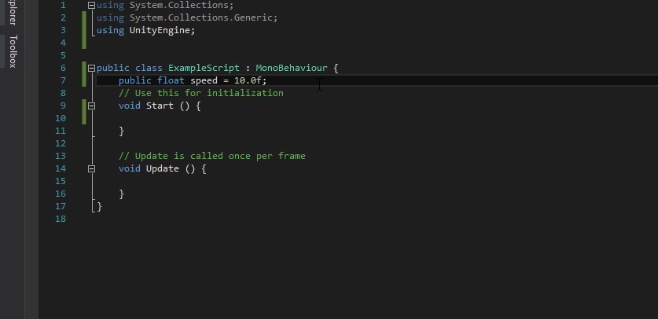 plorer
Toolbox
1 using System.Collections;
2 using System.Collections.Generic;
3 using UnityEngine;
4
5
6 public class ExampleScript : MonoBehaviour {
7 public float speed = 10.0f;
8 // Use this for initialization
9 void Start () {
10
11 }
12
13 // Update is called once per frame
14 void Update () {
15
16 }
17 }
18